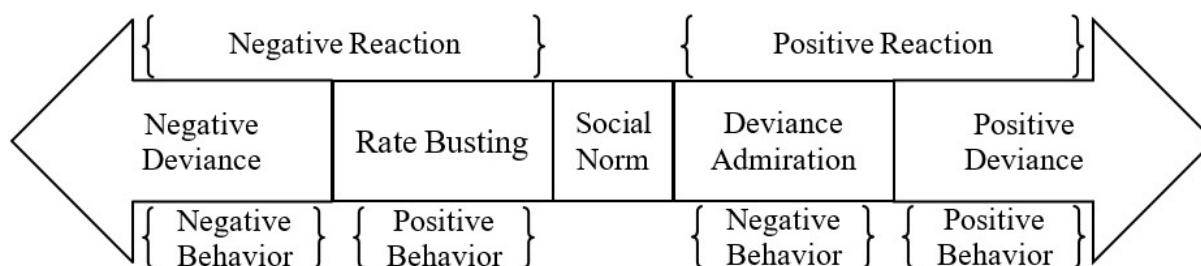 { Negative Reaction } { Positive Reaction }
Negative Deviance
Rate Busting
Social Norm
Deviance Admiration
Positive Deviance
{ Negative Behavior } { Positive Behavior } { Negative Behavior } { Positive Behavior }